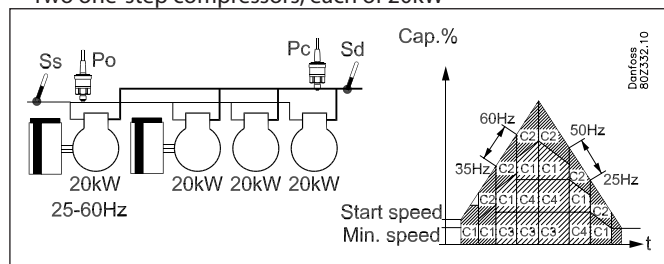 Two one-step compressors, each of 20kW
Ss
Po
Pc
Sd
20kW 20kW 20kW 20kW
25-60Hz
Cap.%
Danfoss
80Z332.10
60Hz
50Hz
35Hz
25Hz
C2 C2
C2 C1 C1 C2
C2 C1 C4 C4 C1 C2
Start speed
Min. speed
C1 C1 C3 C3 C3 C4 C1
t